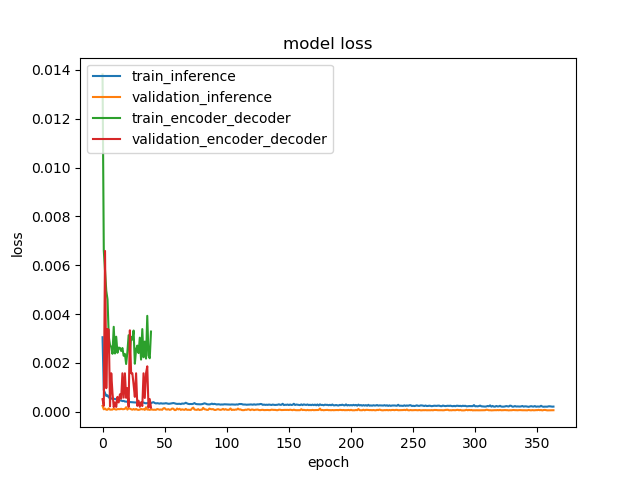 model loss
train_inference
validation_inference
train_encoder_decoder
validation_encoder_decoder
0.014
0.012
0.010
0.008
0.006
0.004
0.002
0.000
loss
0 50 100 150 200 250 300 350
epoch